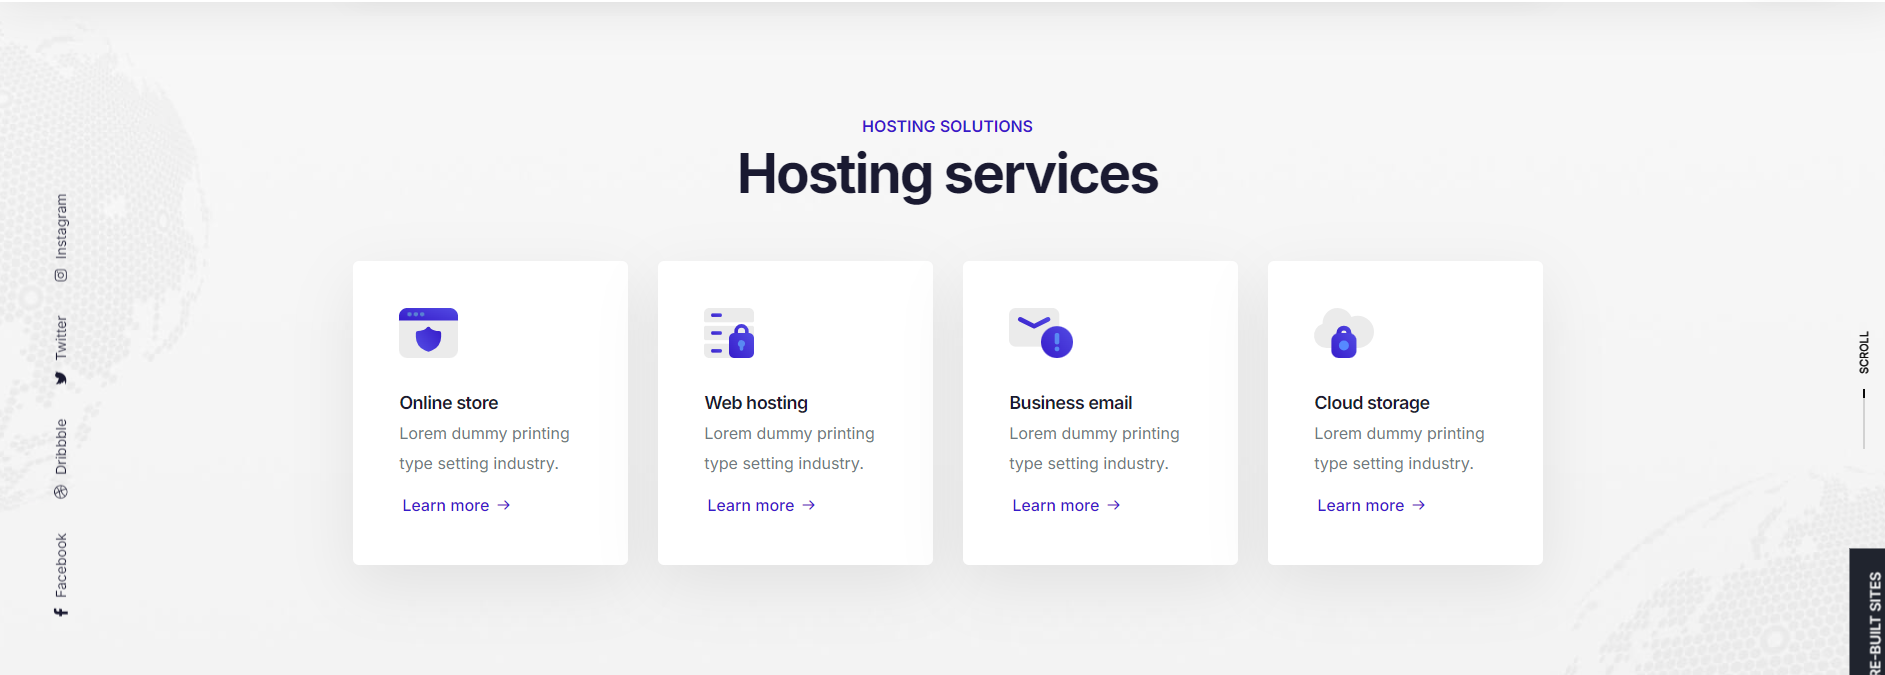 HOSTING SOLUTIONS
Hosting services
Online store
Lorem dummy printing
type setting industry.
Learn more →
Web hosting
Lorem dummy printing
type setting industry.
Learn more →
Business email
Lorem dummy printing
type setting industry.
Learn more →
Cloud storage
Lorem dummy printing
type setting industry.
Learn more →
Instagram
Twitter
Dribbble
Facebook
SCROLL
RE-BUILT SITES